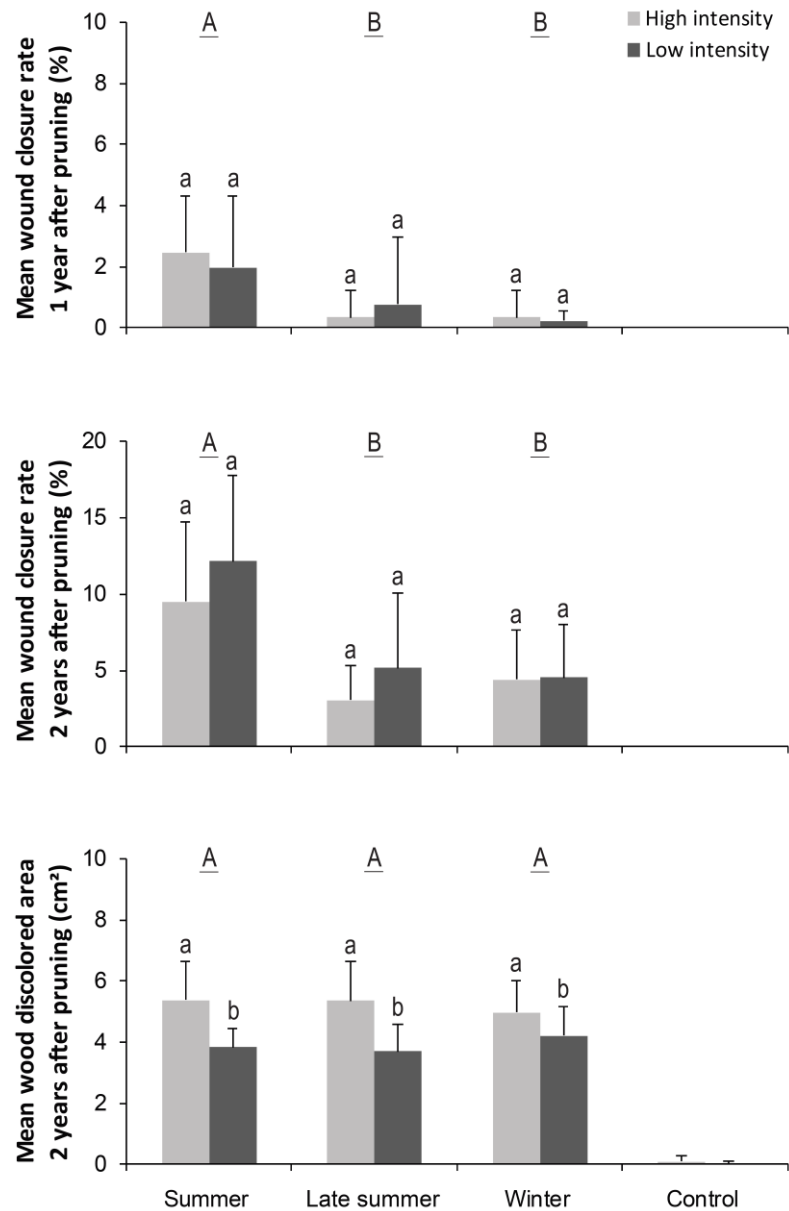 High intensity
Low intensity
Mean wound closure rate
1 year after pruning (%)
10
8
6
4
2
0
A B B
a a a a a a
Mean wound closure rate
2 years after pruning (%)
20
15
10
5
0
A B B
a a a a a a
Mean wood discolored area
2 years after pruning (cm²)
10
8
6
4
2
0
A A A
a b a b a b
Summer Late summer Winter Control